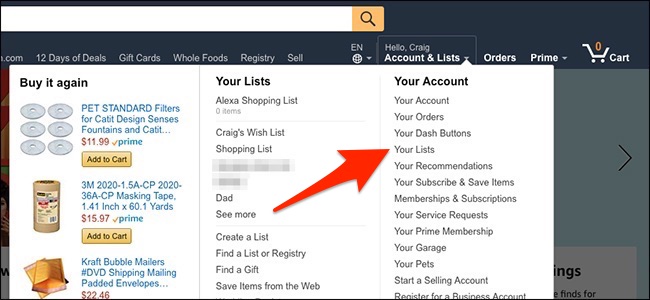 EN
Hello, Craig
0
12 Days of Deals Gift Cards Whole Foods Registry Sell
Account & Lists Orders Prime Cart
Buy it again
PET STANDARD Filters
for Catit Design Senses
Fountains and Catit...
$11.99 prime
Add to Cart
3M 2020-1.5A-CP 2020-
36A-CP Masking Tape,
1.41 Inch x 60.1 Yards
$15.97 prime
Add to Cart
Kraft Bubble Mailers
#DVD Shipping Mailing
Padded Envelopes...
$22.46
Your Lists
Alexa Shopping List
0 items
Craig's Wish List
Shopping List
Dad
See more
Create a List
Find a List or Registry
Find a Gift
Save Items from the Web
Your Account
Your Account
Your Orders
Your Dash Buttons
Your Lists
Your Recommendations
Your Subscribe & Save Items
Memberships & Subscriptions
Your Service Requests
Your Prime Membership
Your Garage
Your Pets
Start a Selling Account
Register for a Business Account